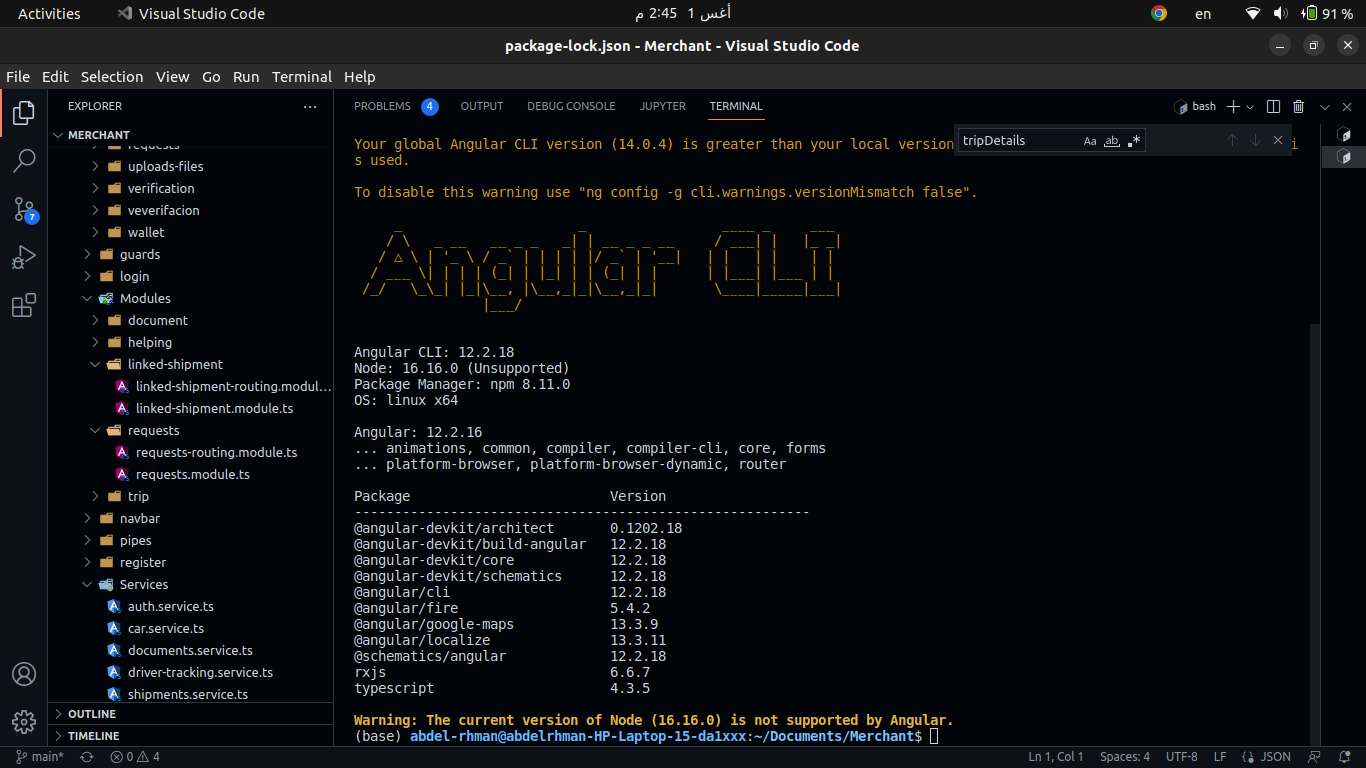 Activities
Visual Studio Code
أغس 1 2:45 م
en
91 %
package-lock.json - Merchant - Visual Studio Code
File Edit Selection View Go Run Terminal Help
EXPLORER
MERCHANT
requests
uploads-files
verification
veverifacion
wallet
guards
login
Modules
document
helping
linked-shipment
linked-shipment-routing.modul...
linked-shipment.module.ts
requests
requests-routing.module.ts
requests.module.ts
trip
navbar
pipes
register
Services
auth.service.ts
car.service.ts
documents.service.ts
driver-tracking.service.ts
shipments.service.ts
OUTLINE
TIMELINE
7
PROBLEMS 4 OUTPUT DEBUG CONSOLE JUPYTER TERMINAL
bash
tripDetails
Aa ab
Your global Angular CLI version (14.0.4) is greater than your local version
s used.
To disable this warning use "ng config -g cli.warnings.versionMismatch false".
Angular CLI
Angular CLI: 12.2.18
Node: 16.16.0 (Unsupported)
Package Manager: npm 8.11.0
OS: linux x64
Angular: 12.2.16
... animations, common, compiler, compiler-cli, core, forms
... platform-browser, platform-browser-dynamic, router
Package Version
---------------------------------------------------------
@angular-devkit/architect 0.1202.18
@angular-devkit/build-angular 12.2.18
@angular-devkit/core 12.2.18
@angular-devkit/schematics 12.2.18
@angular/cli 12.2.18
@angular/fire 5.4.2
@angular/google-maps 13.3.9
@angular/localize 13.3.11
@schematics/angular 12.2.18
rxjs 6.6.7
typescript 4.3.5
Warning: The current version of Node (16.16.0) is not supported by Angular.
(base) abdel-rhman@abdelrhman-HP-Laptop-15-da1xxx:~/Documents/Merchant$
main* 0 4
Ln 1, Col 1 Spaces: 4 UTF-8 LF {} JSON